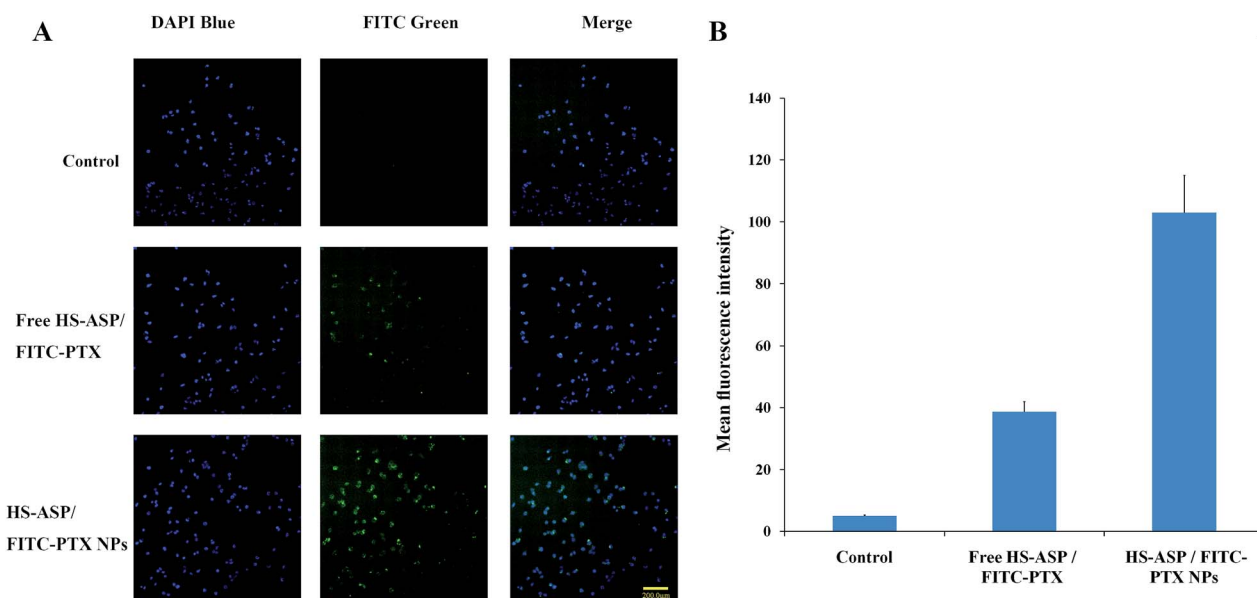 A
DAPI Blue
FITC Green
Merge
Control
Free HS-ASP/
FITC-PTX
HS-ASP/
FITC-PTX NPs
200.0um
B
Mean fluorescence intensity
140
120
100
80
60
40
20
0
Control
Free HS-ASP /
FITC-PTX
HS-ASP / FITC-
PTX NPs